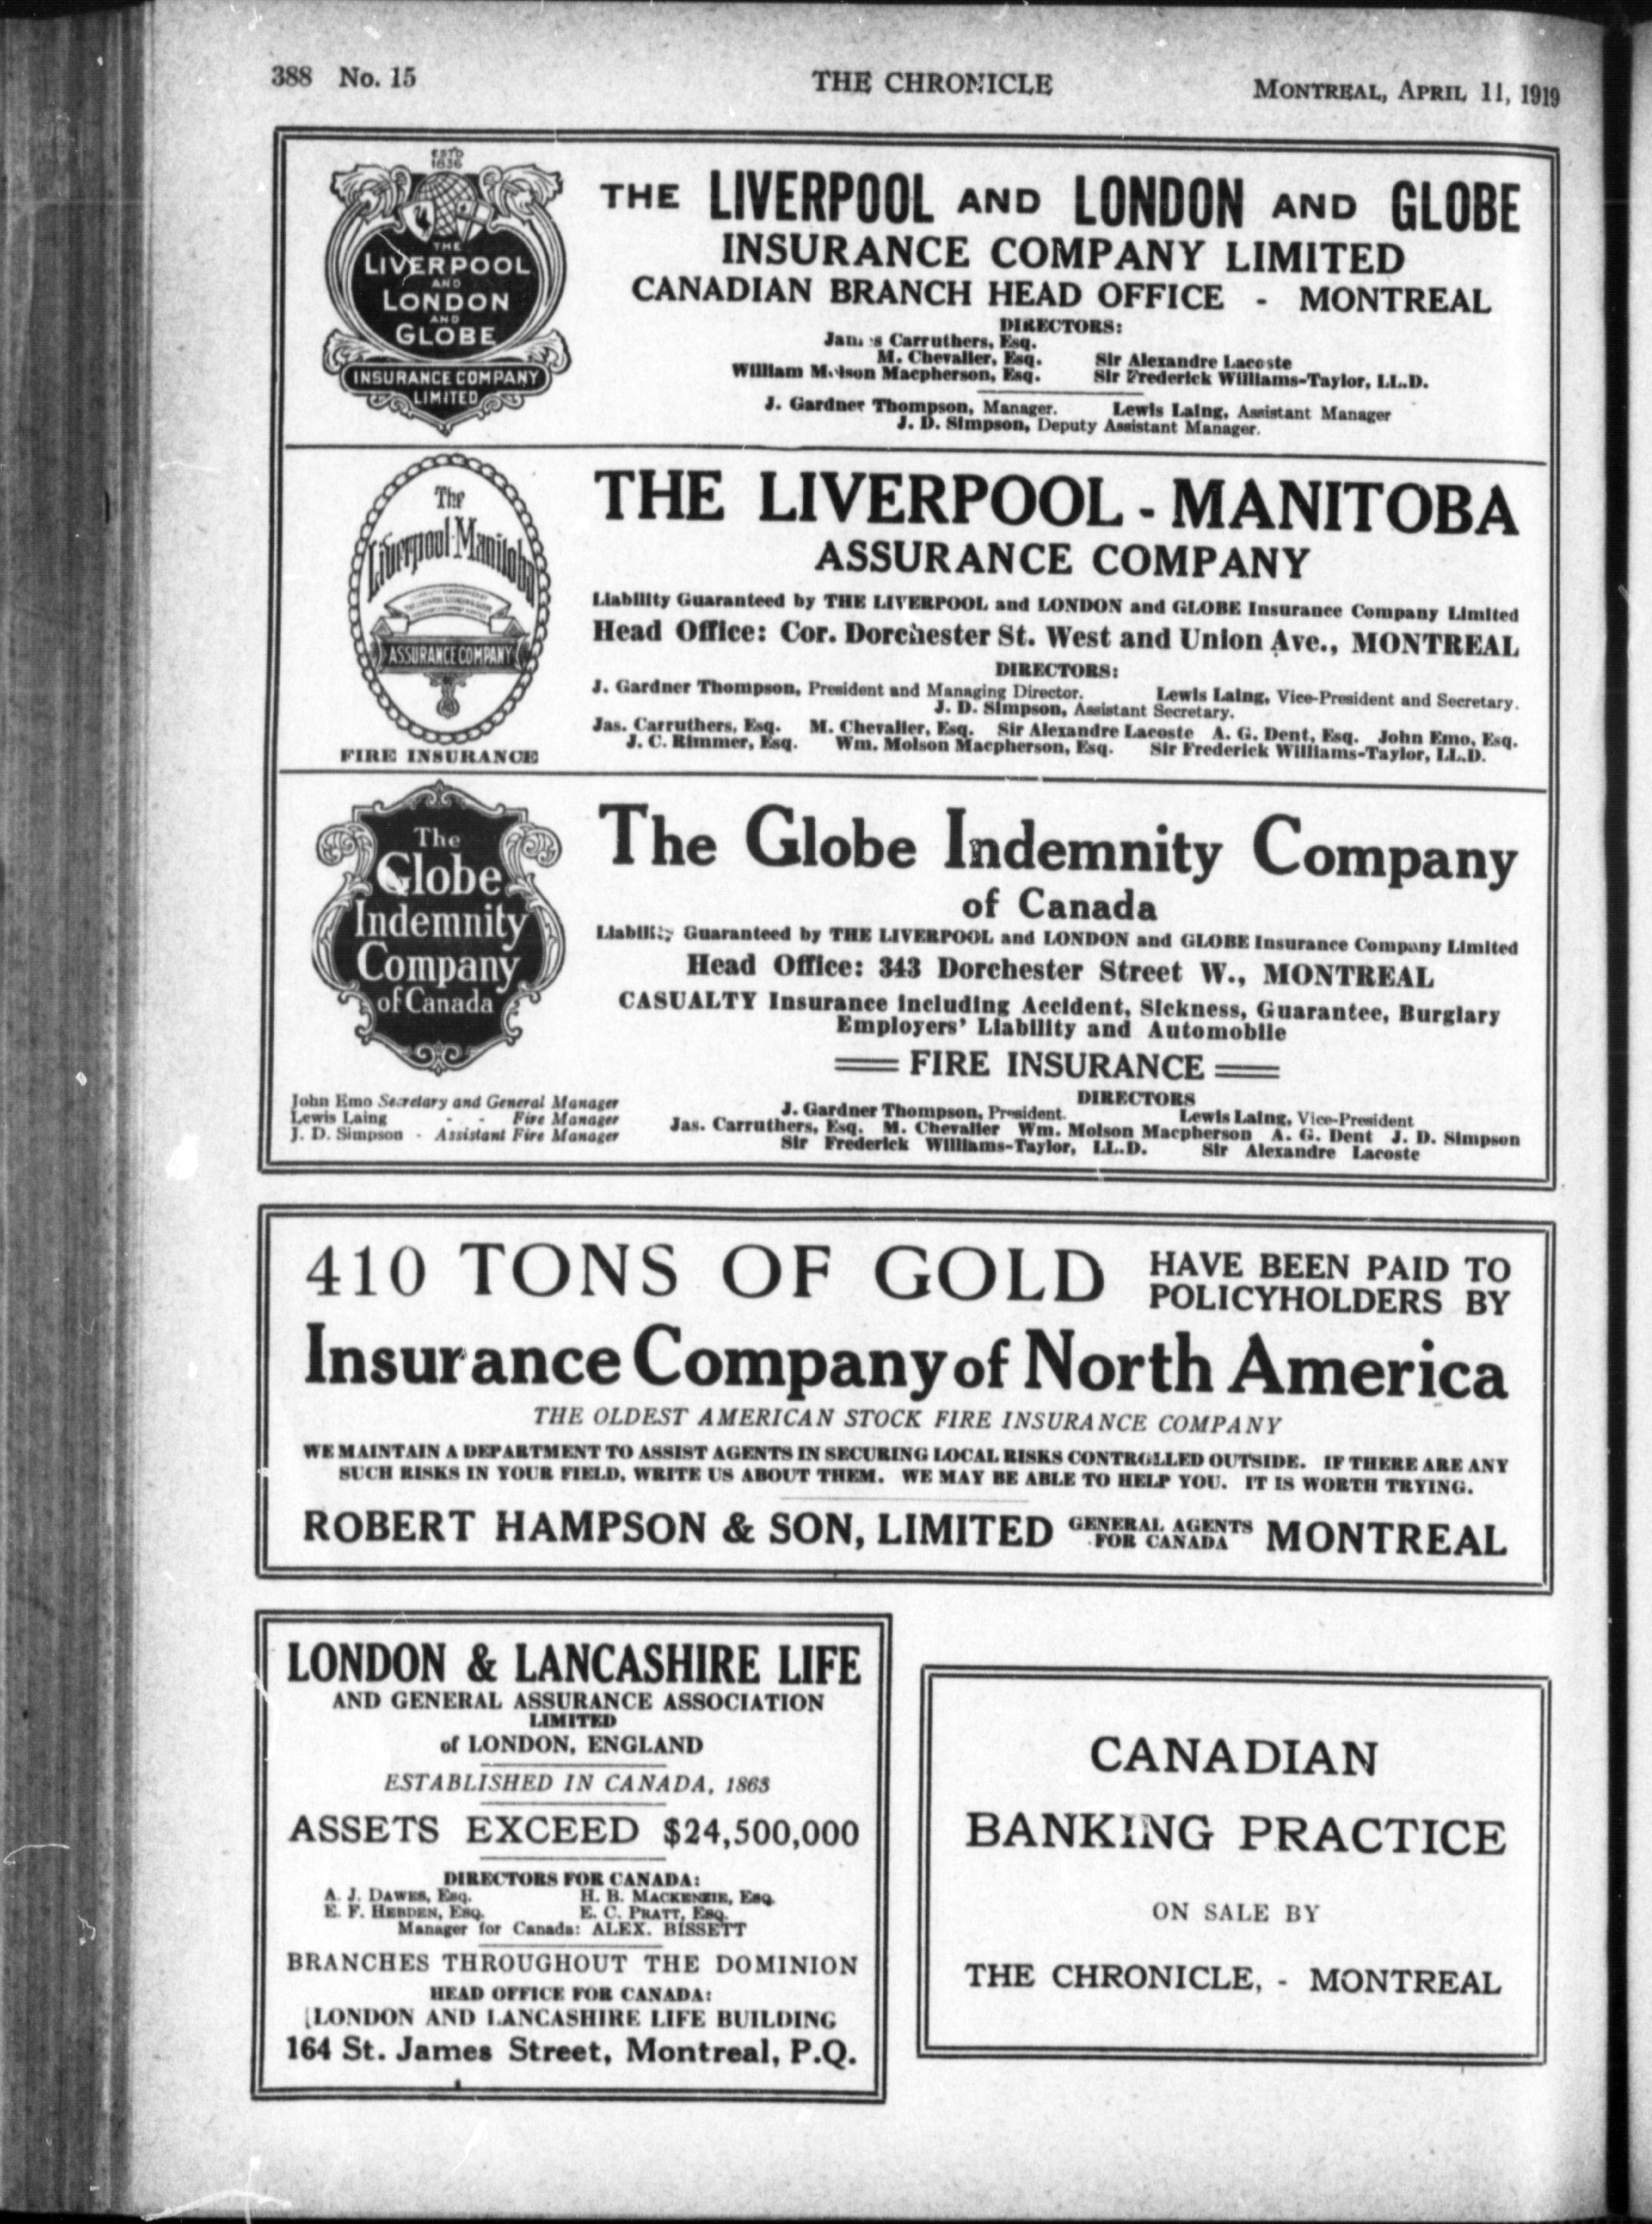 388 No. 15
THE CHRONICLE
MONTREAL, APRIL 11, 1919
ESTD
1836
THE
LIVERPOOL
AND
LONDON
AND
GLOBE
INSURANCE COMPANY
LIMITED
THE LIVERPOOL AND LONDON AND GLOBE
INSURANCE COMPANY LIMITED
CANADIAN BRANCH HEAD OFFICE - MONTREAL
DIRECTORS:
James Carruthers, Esq.
M. Chevalier, Esq. Sir Alexandre Lacoste
William Molson Macpherson, Esq. Sir Frederick Williams-Taylor, LL.D.
J. Gardner Thompson, Manager. Lewis Laing, Assistant Manager
J. D. Simpson, Deputy Assistant Manager.
The
Liverpool-Manitoba
ASSURANCE COMPANY
FIRE INSURANCE
THE LIVERPOOL - MANITOBA
ASSURANCE COMPANY
Liability Guaranteed by THE LIVERPOOL and LONDON and GLOBE Insurance Company Limited
Head Office: Cor. Dorchester St. West and Union Ave., MONTREAL
DIRECTORS:
J. Gardner Thompson, President and Managing Director. Lewis Laing, Vice-President and Secretary.
J. D. Simpson, Assistant Secretary.
Jas. Carruthers, Esq. M. Chevalier, Esq. Sir Alexandre Lacoste A. G. Dent, Esq. John Emo, Esq.
J. C. Rimmer, Esq. Wm. Molson Macpherson, Esq. Sir Frederick Williams-Taylor, LL.D.
The
Globe
Indemnity
Company
of Canada
The Globe Indemnity Company
of Canada
Liability Guaranteed by THE LIVERPOOL and LONDON and GLOBE Insurance Company Limited
Head Office: 343 Dorchester Street W., MONTREAL
CASUALTY Insurance including Accident, Sickness, Guarantee, Burglary
Employers' Liability and Automobile
FIRE INSURANCE
John Emo Secretary and General Manager
Lewis Laing - - Fire Manager
J. D. Simpson - Assistant Fire Manager
DIRECTORS
J. Gardner Thompson, President. Lewis Laing, Vice-President
Jas. Carruthers, Esq. M. Chevalier Wm. Molson Macpherson A. G. Dent J. D. Simpson
Sir Frederick Williams-Taylor, LL.D. Sir Alexandre Lacoste
410 TONS OF GOLD HAVE BEEN PAID TO
POLICYHOLDERS BY
Insurance Company of North America
THE OLDEST AMERICAN STOCK FIRE INSURANCE COMPANY
WE MAINTAIN A DEPARTMENT TO ASSIST AGENTS IN SECURING LOCAL RISKS CONTROLLED OUTSIDE. IF THERE ARE ANY
SUCH RISKS IN YOUR FIELD, WRITE US ABOUT THEM. WE MAY BE ABLE TO HELP YOU. IT IS WORTH TRYING.
ROBERT HAMPSON & SON, LIMITED GENERAL AGENTS
FOR CANADA MONTREAL
LONDON & LANCASHIRE LIFE
AND GENERAL ASSURANCE ASSOCIATION
LIMITED
of LONDON, ENGLAND
ESTABLISHED IN CANADA, 1863
ASSETS EXCEED $24,500,000
DIRECTORS FOR CANADA:
A. J. DAWES, Esq. H. B. MACKENZIE, Esq.
E. F. HEBDEN, Esq. E. C. PRATT, Esq.
Manager for Canada: ALEX. BISSETT
BRANCHES THROUGHOUT THE DOMINION
HEAD OFFICE FOR CANADA:
LONDON AND LANCASHIRE LIFE BUILDING
164 St. James Street, Montreal, P.Q.
CANADIAN
BANKING PRACTICE
ON SALE BY
THE CHRONICLE, - MONTREAL